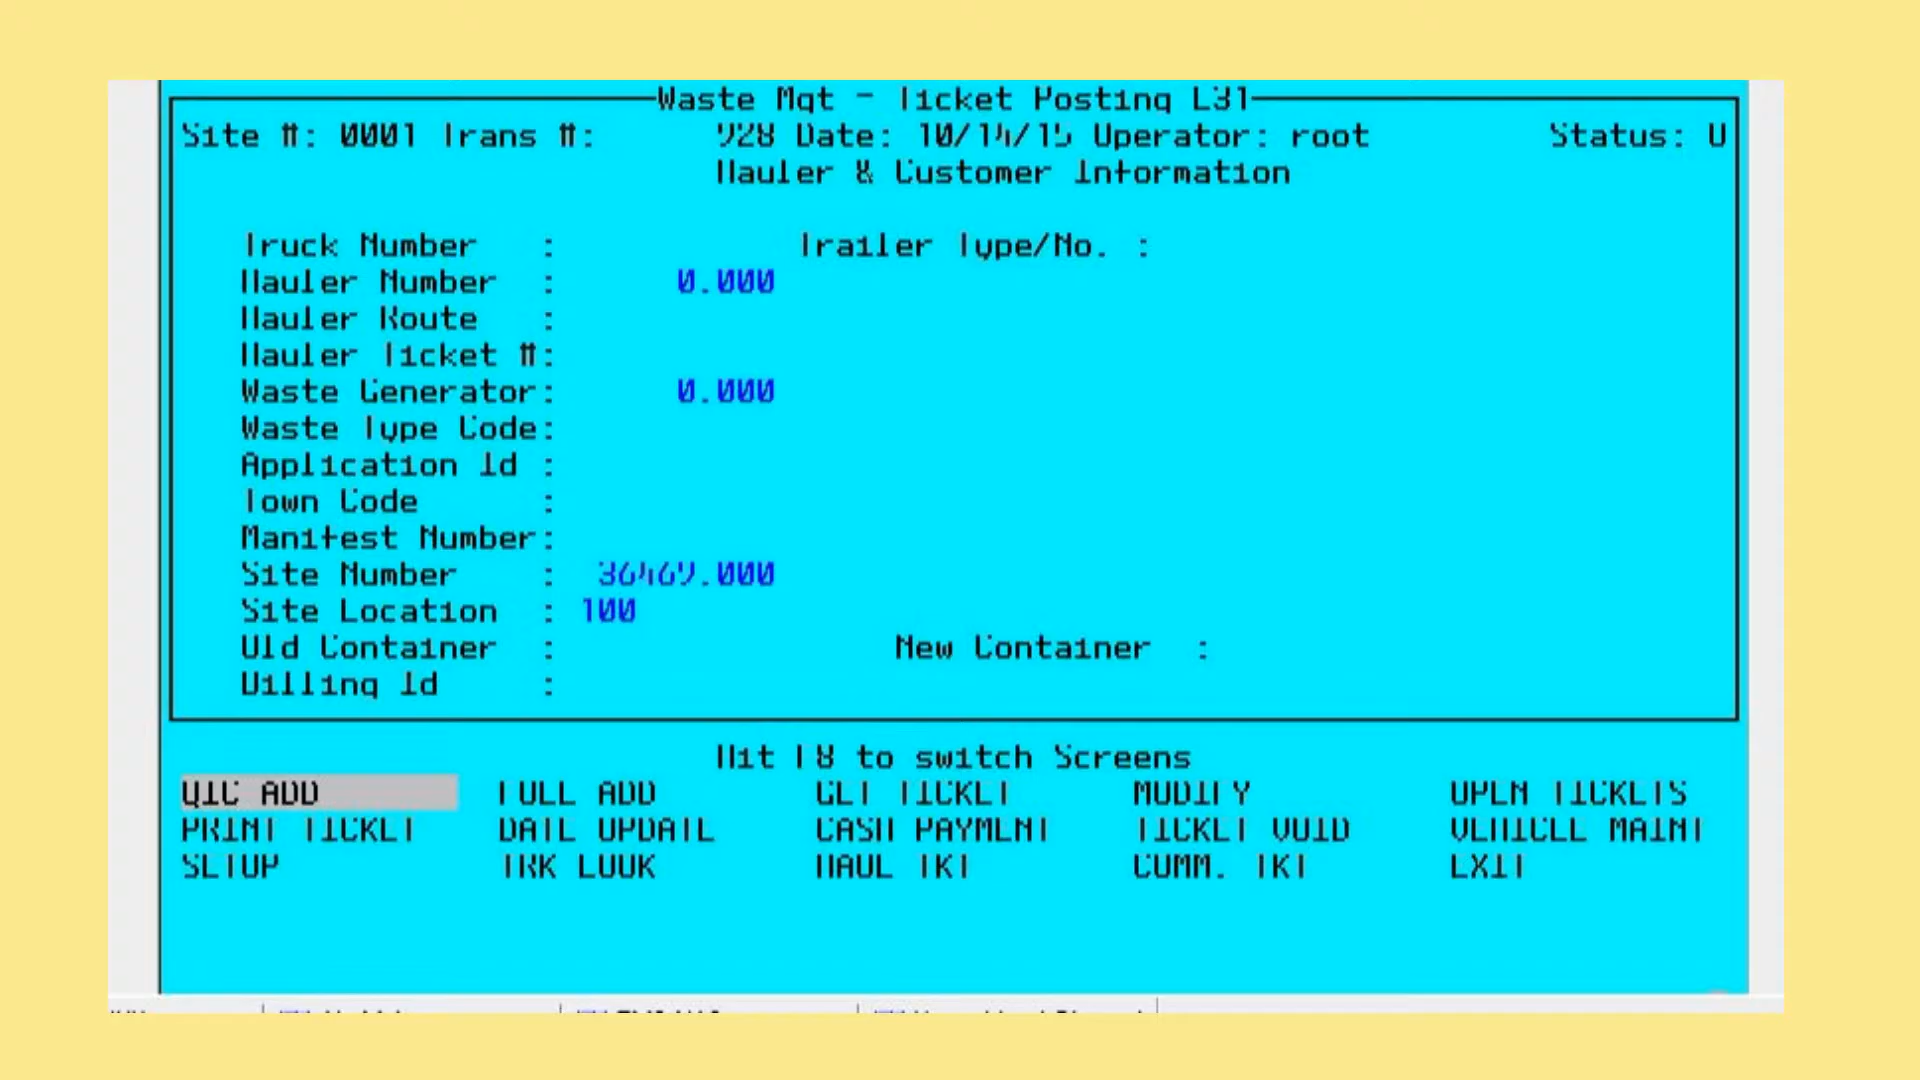 Waste Mgt - Ticket Posting L31
Site #: 0001 Trans #: 928 Date: 10/14/15 Operator: root Status: O
Hauler & Customer Information
Truck Number : Trailer Type/No. :
Hauler Number : 0.000
Hauler Route :
Hauler Ticket #:
Waste Generator: 0.000
Waste Type Code:
Application Id :
Town Code :
Manifest Number:
Site Number : 36469.000
Site Location : 100
Old Container : New Container :
Billing Id :
Hit F8 to switch Screens
QIC ADD FULL ADD GET TICKET MODIFY OPEN TICKETS
PRINT TICKET DATE UPDATE CASH PAYMENT TICKET VOID VEHICLE MAINT
SETUP TRK LOOK HAUL TKT COMM. TKT EXIT